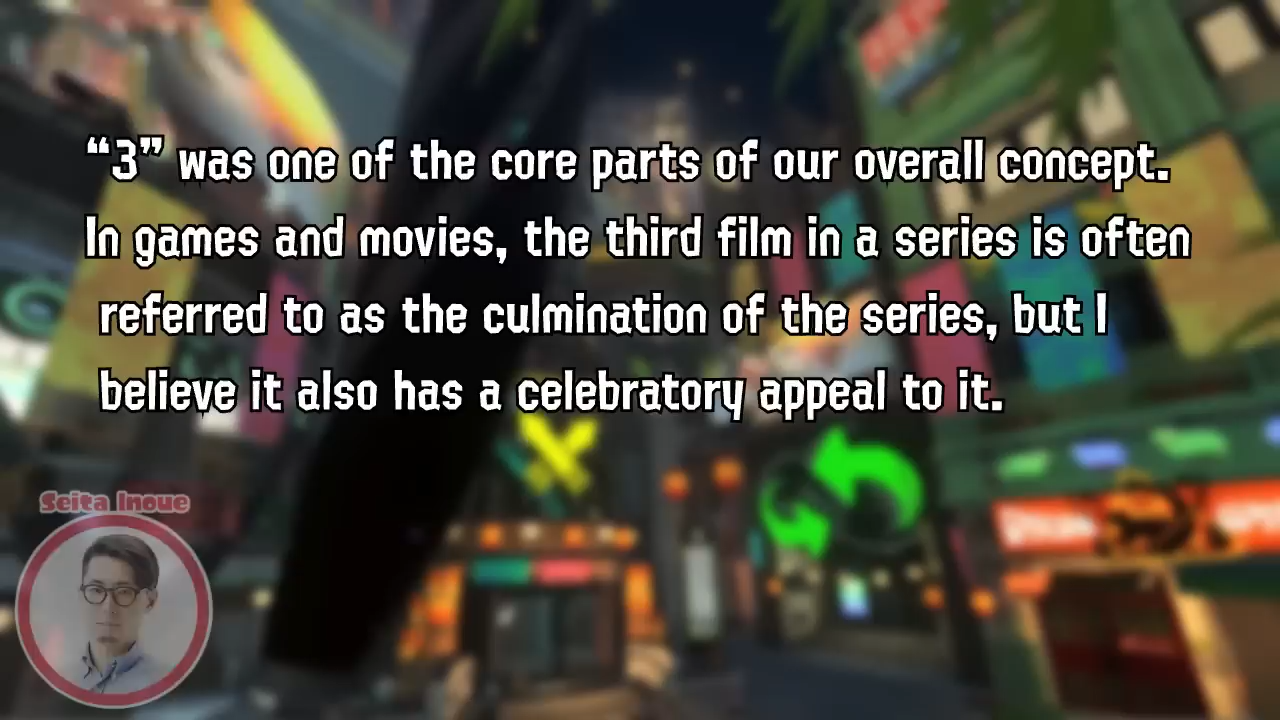 “3” was one of the core parts of our overall concept.
In games and movies, the third film in a series is often
referred to as the culmination of the series, but I
believe it also has a celebratory appeal to it.
Seita Inoue